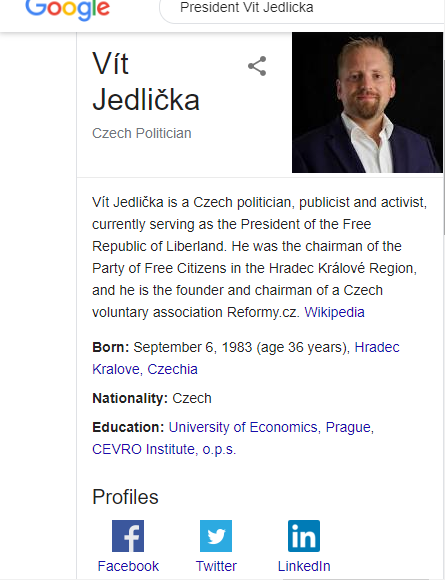 Google
President Vit Jedlicka
Vít
Jedlička
Czech Politician
Vít Jedlička is a Czech politician, publicist and activist,
currently serving as the President of the Free
Republic of Liberland. He was the chairman of the
Party of Free Citizens in the Hradec Králové Region,
and he is the founder and chairman of a Czech
voluntary association Reformy.cz. Wikipedia
Born: September 6, 1983 (age 36 years), Hradec
Kralove, Czechia
Nationality: Czech
Education: University of Economics, Prague,
CEVRO Institute, o.p.s.
Profiles
Facebook
Twitter
LinkedIn